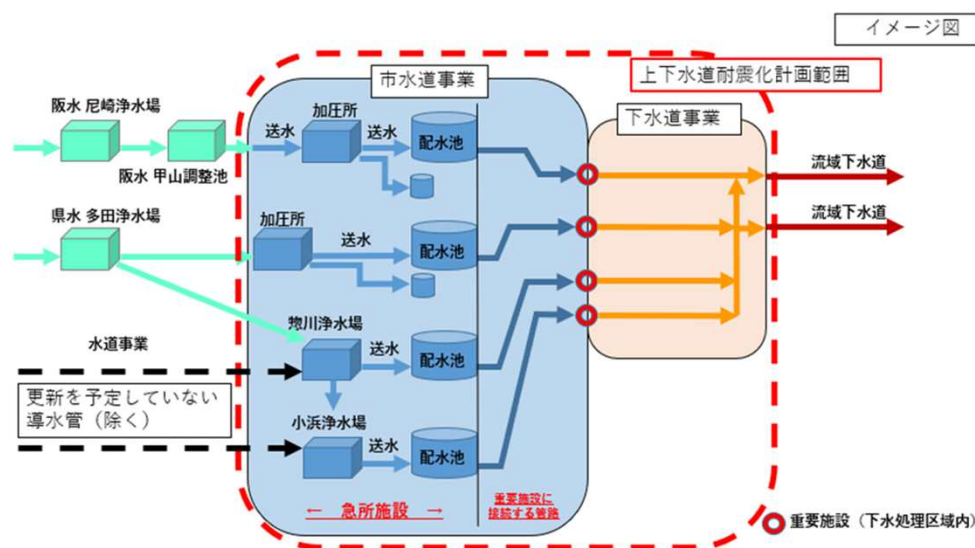 イメージ図
上下水道耐震化計画範囲
市水道事業
下水道事業
阪水 尼崎浄水場
阪水 甲山調整池
送水
加圧所
送水
配水池
流域下水道
県水 多田浄水場
加圧所
送水
配水池
流域下水道
惣川浄水場
送水
配水池
水道事業
更新を予定していない
導水管（除く）
小浜浄水場
送水
配水池
← 急所施設 →
重要施設に
接続する管路
重要施設（下水処理区域内）